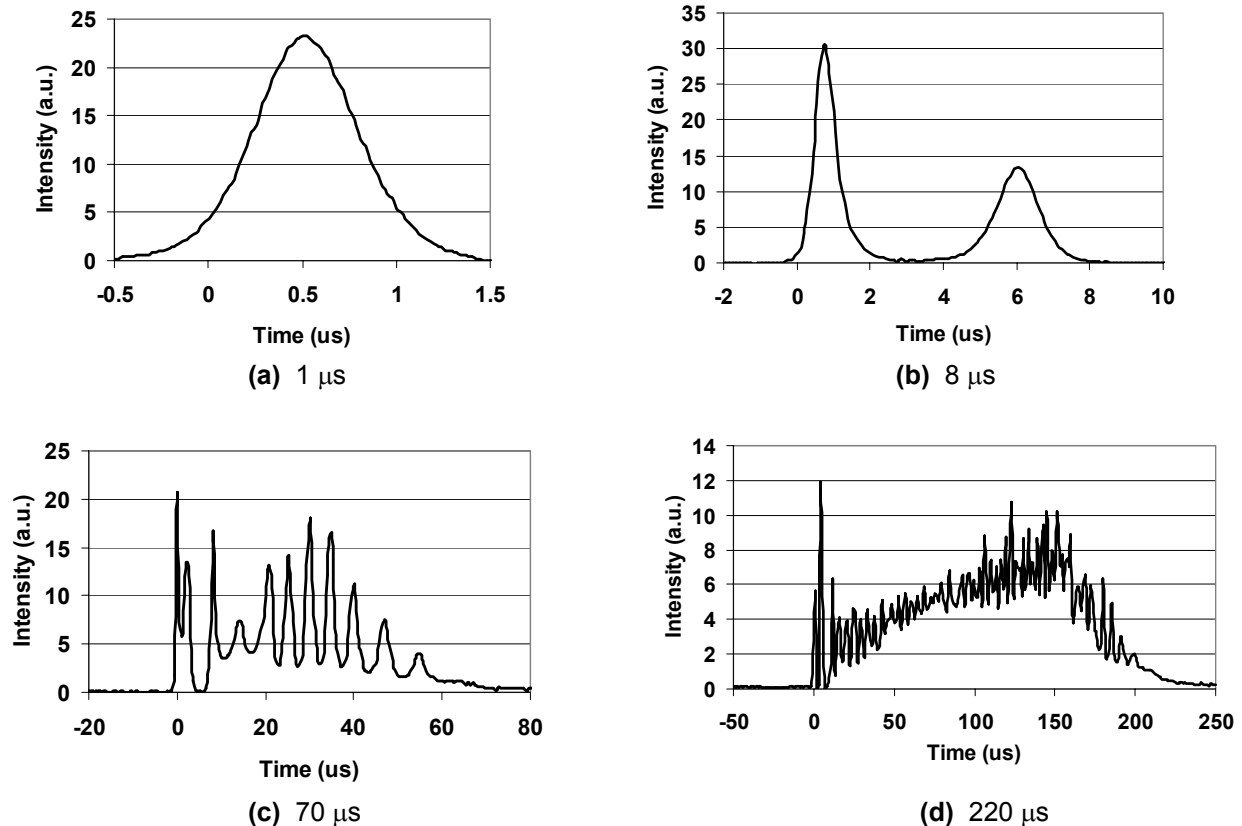 Intensity (a.u.)
25
20
15
10
5
0
-0.5 0 0.5 1 1.5
Time (us)
(a) 1 μs
Intensity (a.u.)
35
30
25
20
15
10
5
0
-2 0 2 4 6 8 10
Time (us)
(b) 8 μs
Intensity (a.u.)
25
20
15
10
5
0
-20 0 20 40 60 80
Time (us)
(c) 70 μs
Intensity (a.u.)
14
12
10
8
6
4
2
0
-50 0 50 100 150 200 250
Time (us)
(d) 220 μs